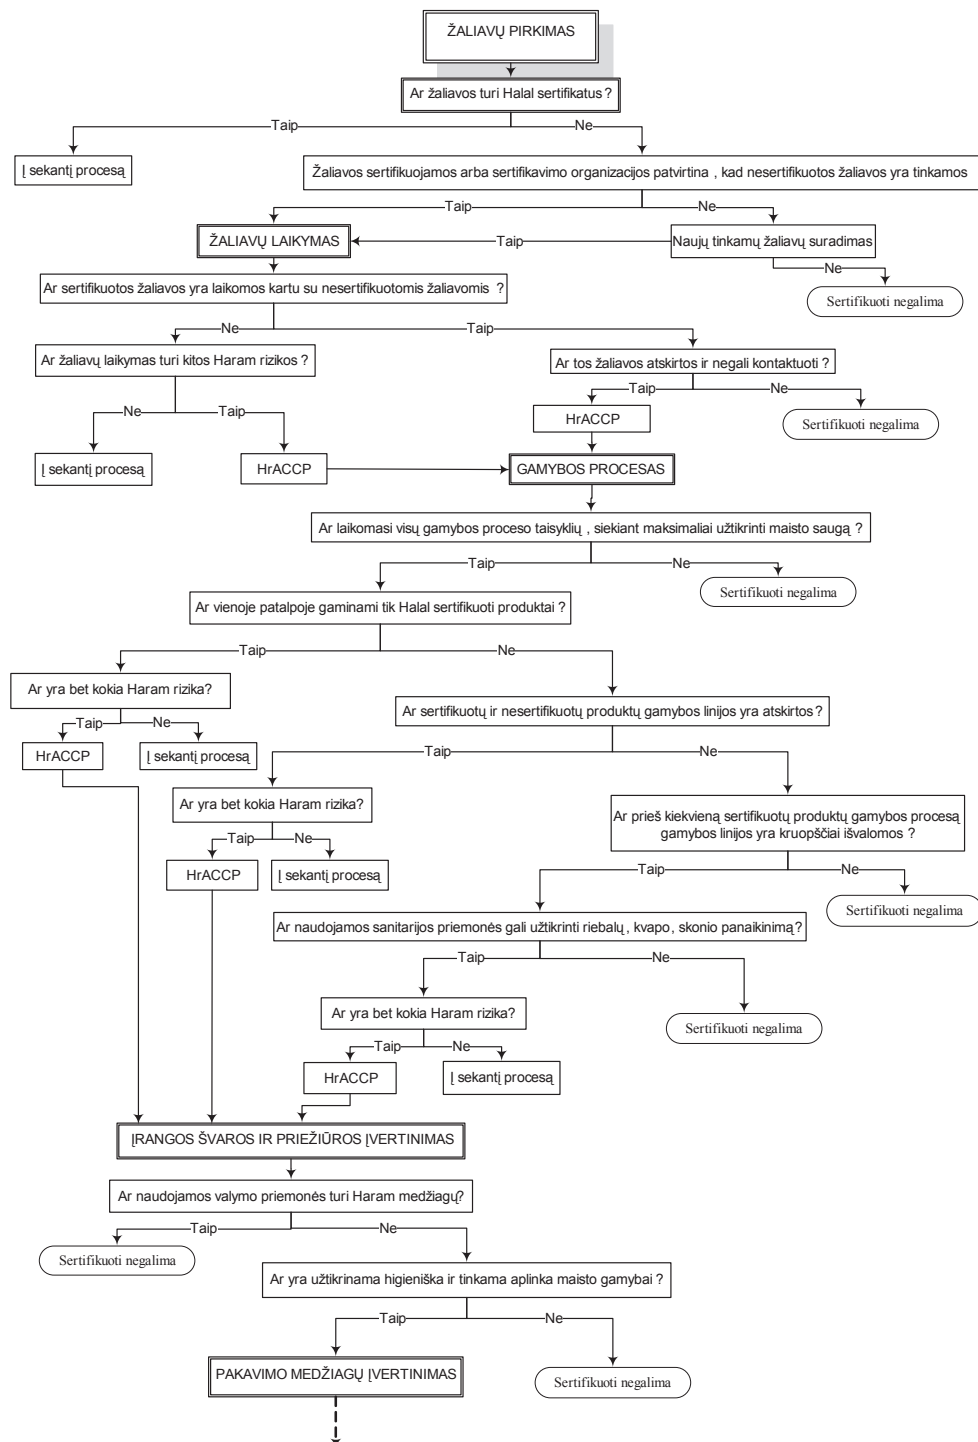 ŽALIAVŲ PIRKIMAS
Ar žaliavos turi Halal sertifikatus ?
Taip
Ne
Į sekantį procesą
Žaliavos sertifikuojamos arba sertifikavimo organizacijos patvirtina , kad nesertifikuotos žaliavos yra tinkamos
Taip
Ne
ŽALIAVŲ LAIKYMAS
Taip
Naujų tinkamų žaliavų suradimas
Ne
Ar sertifikuotos žaliavos yra laikomos kartu su nesertifikuotomis žaliavomis ?
Sertifikuoti negalima
Ne
Taip
Ar žaliavų laikymas turi kitos Haram rizikos ?
Ar tos žaliavos atskirtos ir negali kontaktuoti ?
Ne
Taip
Taip
Ne
HrACCP
Sertifikuoti negalima
Į sekantį procesą
HrACCP
GAMYBOS PROCESAS
Ar laikomasi visų gamybos proceso taisyklių , siekiant maksimaliai užtikrinti maisto saugą ?
Taip
Ne
Sertifikuoti negalima
Ar vienoje patalpoje gaminami tik Halal sertifikuoti produktai ?
Taip
Ne
Ar yra bet kokia Haram rizika?
Ar sertifikuotų ir nesertifikuotų produktų gamybos linijos yra atskirtos ?
Taip
Ne
HrACCP
Į sekantį procesą
Taip
Ne
Ar yra bet kokia Haram rizika?
Ar prieš kiekvieną sertifikuotų produktų gamybos procesą
gamybos linijos yra kruopščiai išvalomos ?
Taip
Ne
HrACCP
Į sekantį procesą
Taip
Ne
Sertifikuoti negalima
Ar naudojamos sanitarijos priemonės gali užtikrinti riebalų , kvapo , skonio panaikinimą ?
Taip
Ne
Ar yra bet kokia Haram rizika?
Sertifikuoti negalima
Taip
Ne
HrACCP
Į sekantį procesą
ĮRANGOS ŠVAROS IR PRIEŽIŪROS ĮVERTINIMAS
Ar naudojamos valymo priemonės turi Haram medžiagų?
Taip
Ne
Sertifikuoti negalima
Ar yra užtikrinama higieniška ir tinkama aplinka maisto gamybai ?
Taip
Ne
PAKAVIMO MEDŽIAGŲ ĮVERTINIMAS
Sertifikuoti negalima